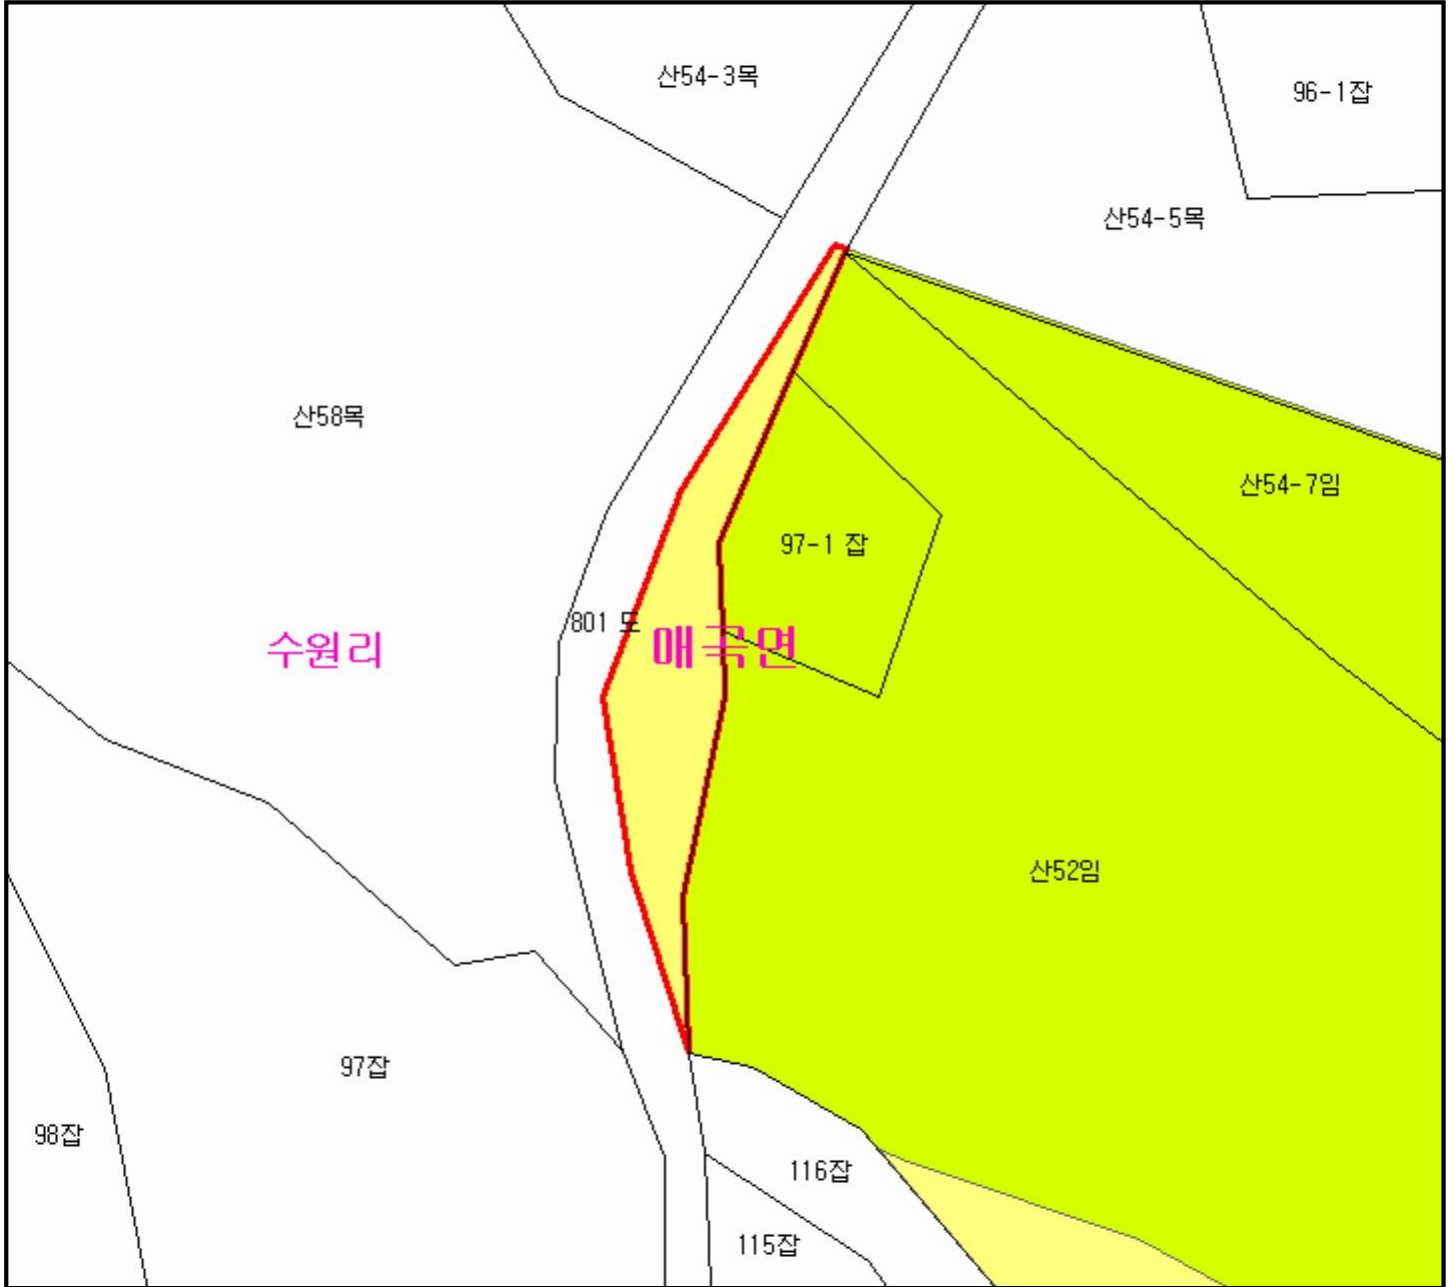 산54-3목
96-1잡
산54-5목
산58목
산54-7임
97-1 잡
801 도
수원리
애국면
산52임
97잡
98잡
116잡
115잡